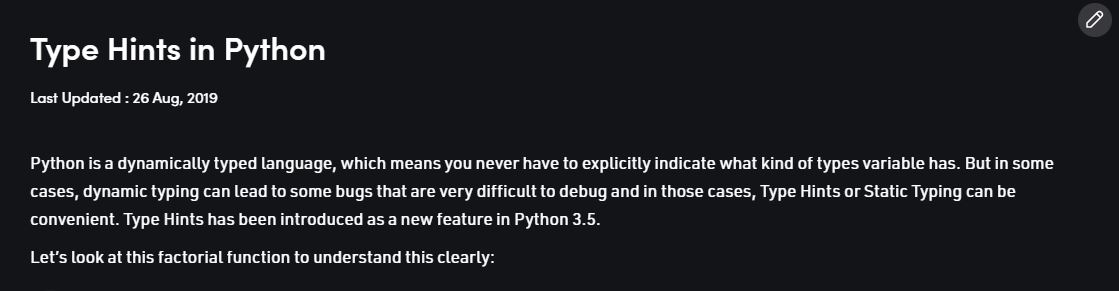 Type Hints in Python
Last Updated : 26 Aug, 2019
Python is a dynamically typed language, which means you never have to explicitly indicate what kind of types variable has. But in some
cases, dynamic typing can lead to some bugs that are very difficult to debug and in those cases, Type Hints or Static Typing can be
convenient. Type Hints has been introduced as a new feature in Python 3.5.
Let’s look at this factorial function to understand this clearly: